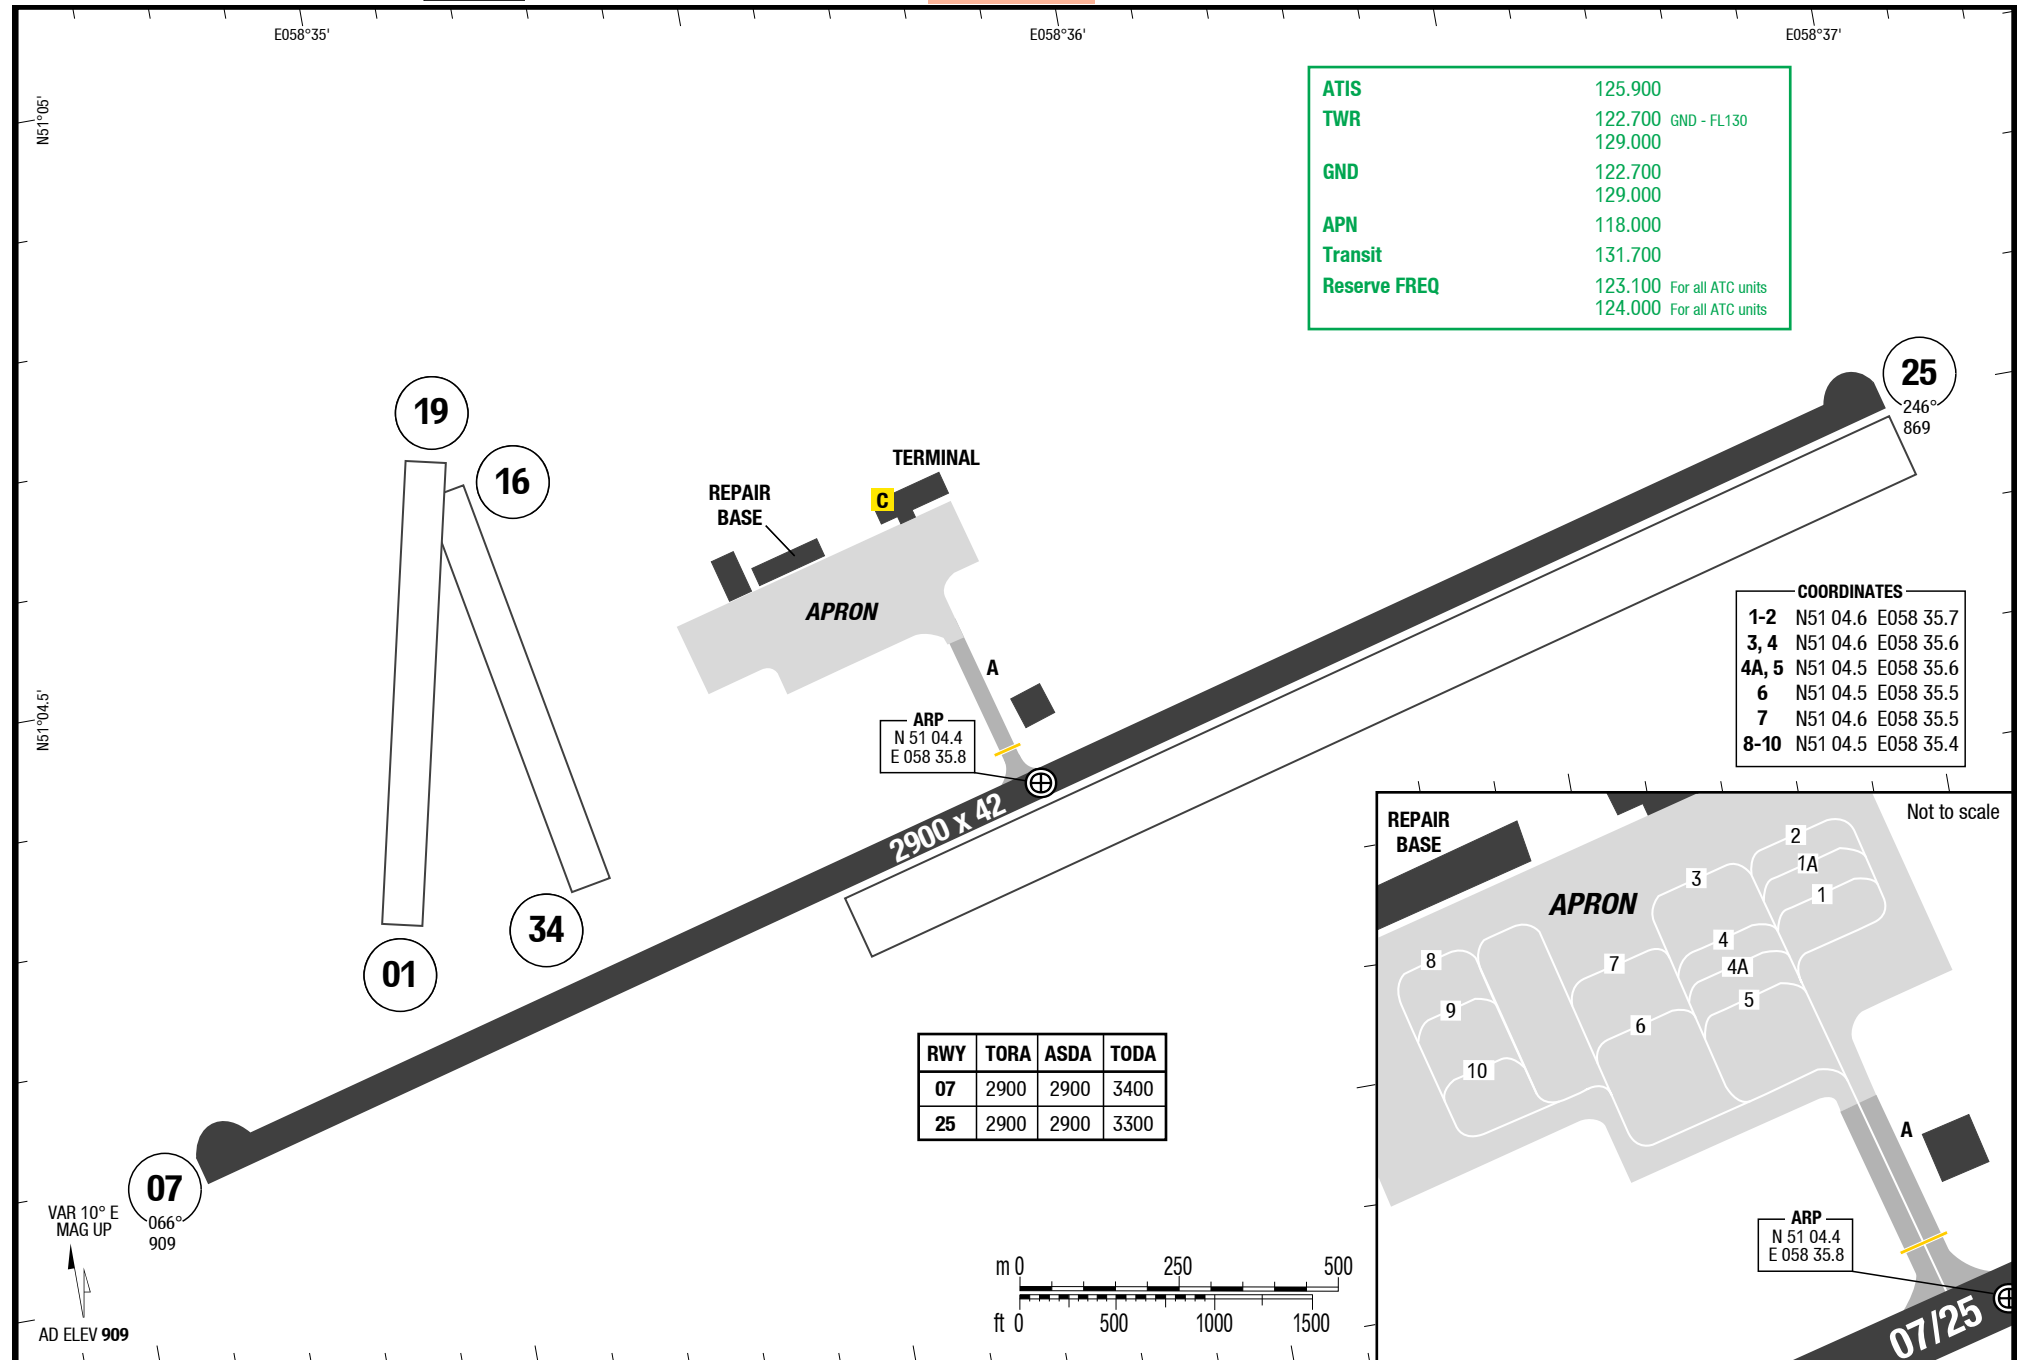 E058°35'
E058°36'
E058°37'
N51°05'
ATIS 125.900
TWR 122.700 GND - FL130
129.000
GND 122.700
129.000
APN 118.000
Transit 131.700
Reserve FREQ 123.100 For all ATC units
124.000 For all ATC units
25
246°
869
19
16
TERMINAL
C
REPAIR
BASE
APRON
A
N51°04.5'
ARP
N 51 04.4
E 058 35.8
COORDINATES
1-2 N51 04.6 E058 35.7
3, 4 N51 04.6 E058 35.6
4A, 5 N51 04.5 E058 35.6
6 N51 04.5 E058 35.5
7 N51 04.6 E058 35.5
8-10 N51 04.5 E058 35.4
2900 x 42
34
01
RWY TORA ASDA TODA
07 2900 2900 3400
25 2900 2900 3300
07
066°
909
VAR 10° E
MAG UP
AD ELEV 909
m 0 250 500
ft 0 500 1000 1500
Not to scale
REPAIR
BASE
APRON
2
1A
3
1
4
8
7
4A
5
9
6
10
A
ARP
N 51 04.4
E 058 35.8
07/25